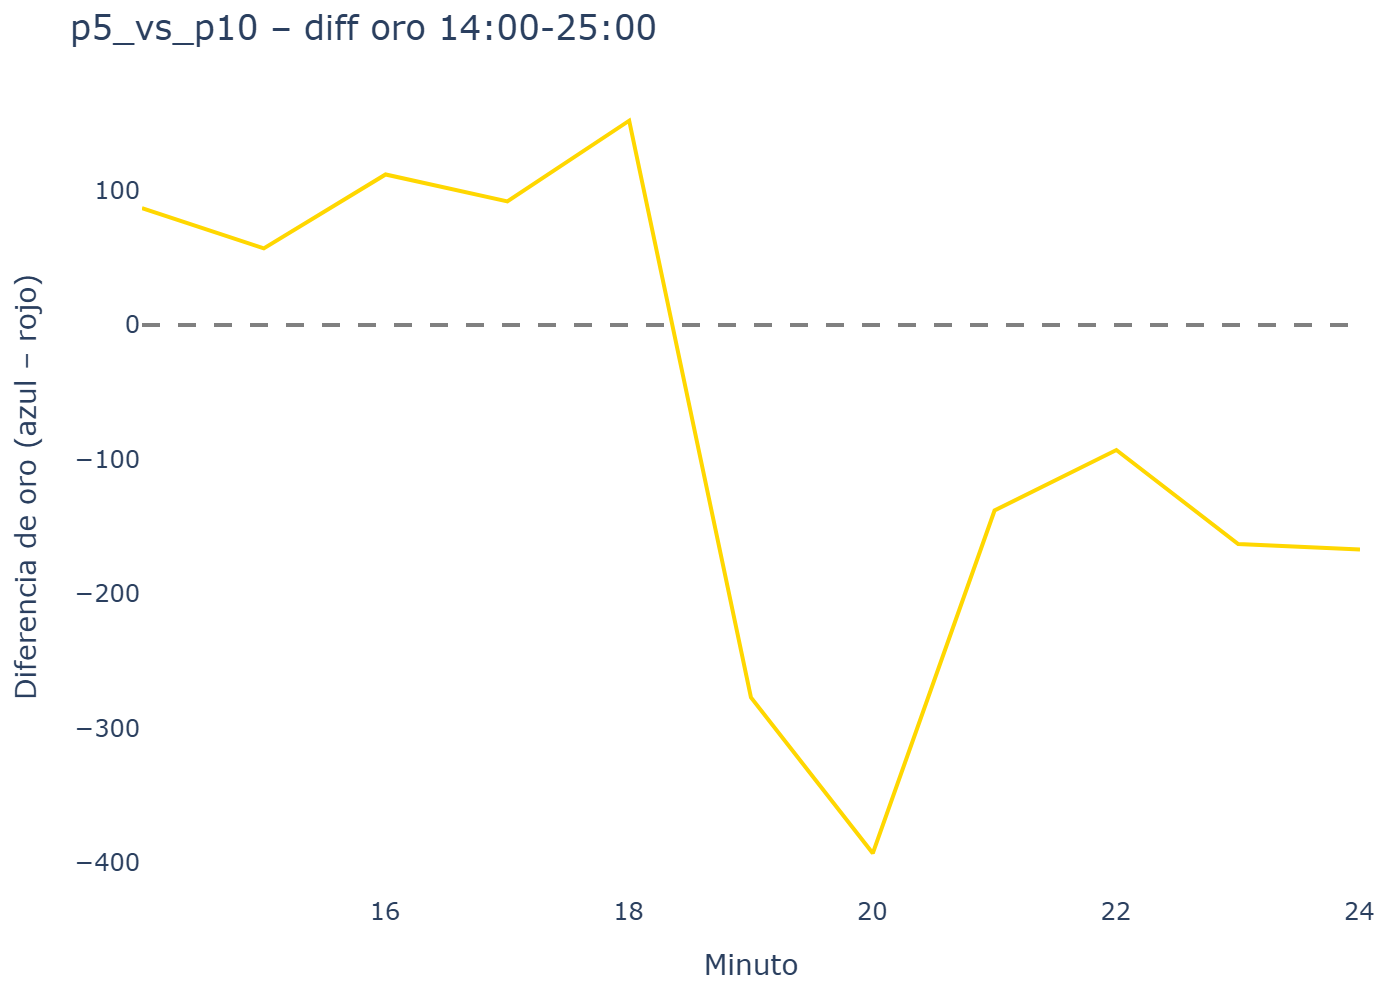 p5_vs_p10 – diff oro 14:00-25:00
Diferencia de oro (azul – rojo)
100
0
−100
−200
−300
−400
16 18 20 22 24
Minuto